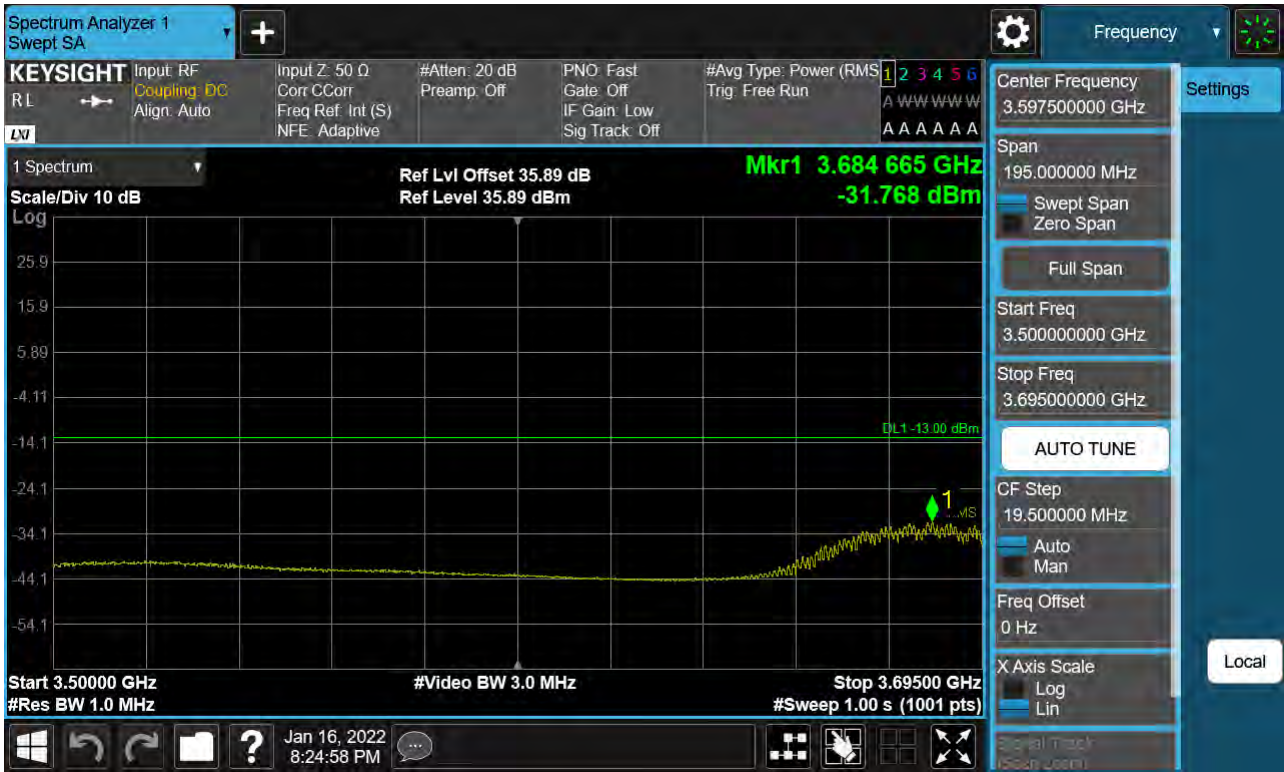 Spectrum Analyzer 1
Swept SA
+
Frequency
KEYSIGHT
RL
LXI
Input: RF
Coupling: DC
Align: Auto
Input Z: 50 Ω
Corr CCorr
Freq Ref: Int (S)
NFE: Adaptive
#Atten: 20 dB
Preamp: Off
PNO: Fast
Gate: Off
IF Gain: Low
Sig Track: Off
#Avg Type: Power (RMS
Trig: Free Run
1 2 3 4 5 6
A W W W W W
A A A A A A
1 Spectrum
Scale/Div 10 dB
Log
Ref Lvl Offset 35.89 dB
Ref Level 35.89 dBm
Mkr1 3.684 665 GHz
-31.768 dBm
25.9
15.9
5.89
-4.11
-14.1
-24.1
-34.1
-44.1
-54.1
DL1 -13.00 dBm
1
Start 3.50000 GHz
#Res BW 1.0 MHz
#Video BW 3.0 MHz
Stop 3.69500 GHz
#Sweep 1.00 s (1001 pts)
Center Frequency
3.597500000 GHz
Span
195.000000 MHz
Swept Span
Zero Span
Full Span
Start Freq
3.500000000 GHz
Stop Freq
3.695000000 GHz
AUTO TUNE
CF Step
19.500000 MHz
Auto
Man
Freq Offset
0 Hz
X Axis Scale
Log
Lin
Signal Track
(Span Zoom)
Settings
Local
?
Jan 16, 2022
8:24:58 PM